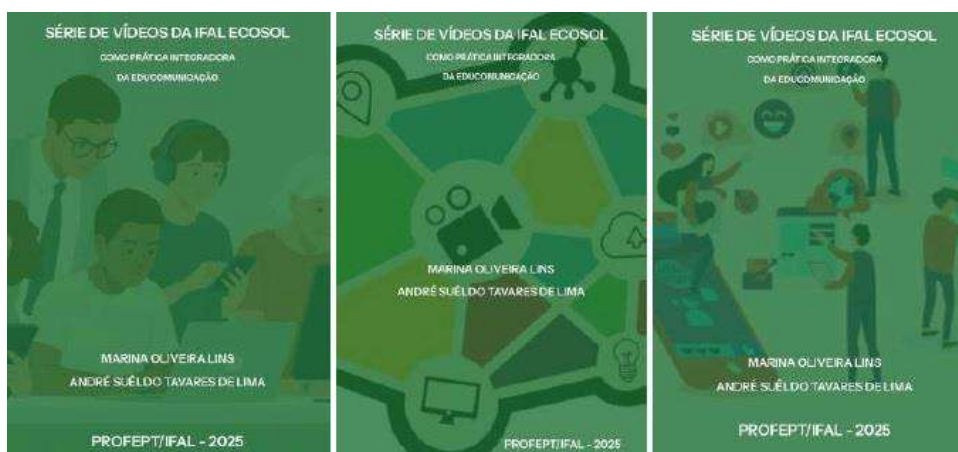 SÉRIE DE VÍDEOS DA IFAL ECOSOL
COMO PRÁTICA INTEGRADORA
DA EDUCOMUNICAÇÃO
MARINA OLIVEIRA LINS
ANDRÉ SUÊLDO TAVARES DE LIMA
PROFEPT/IFAL - 2025
SÉRIE DE VÍDEOS DA IFAL ECOSOL
COMO PRÁTICA INTEGRADORA
DA EDUCOMUNICAÇÃO
MARINA OLIVEIRA LINS
ANDRÉ SUÊLDO TAVARES DE LIMA
PROFEPT/IFAL - 2025
SÉRIE DE VÍDEOS DA IFAL ECOSOL
COMO PRÁTICA INTEGRADORA
DA EDUCOMUNICAÇÃO
MARINA OLIVEIRA LINS
ANDRÉ SUÊLDO TAVARES DE LIMA
PROFEPT/IFAL - 2025